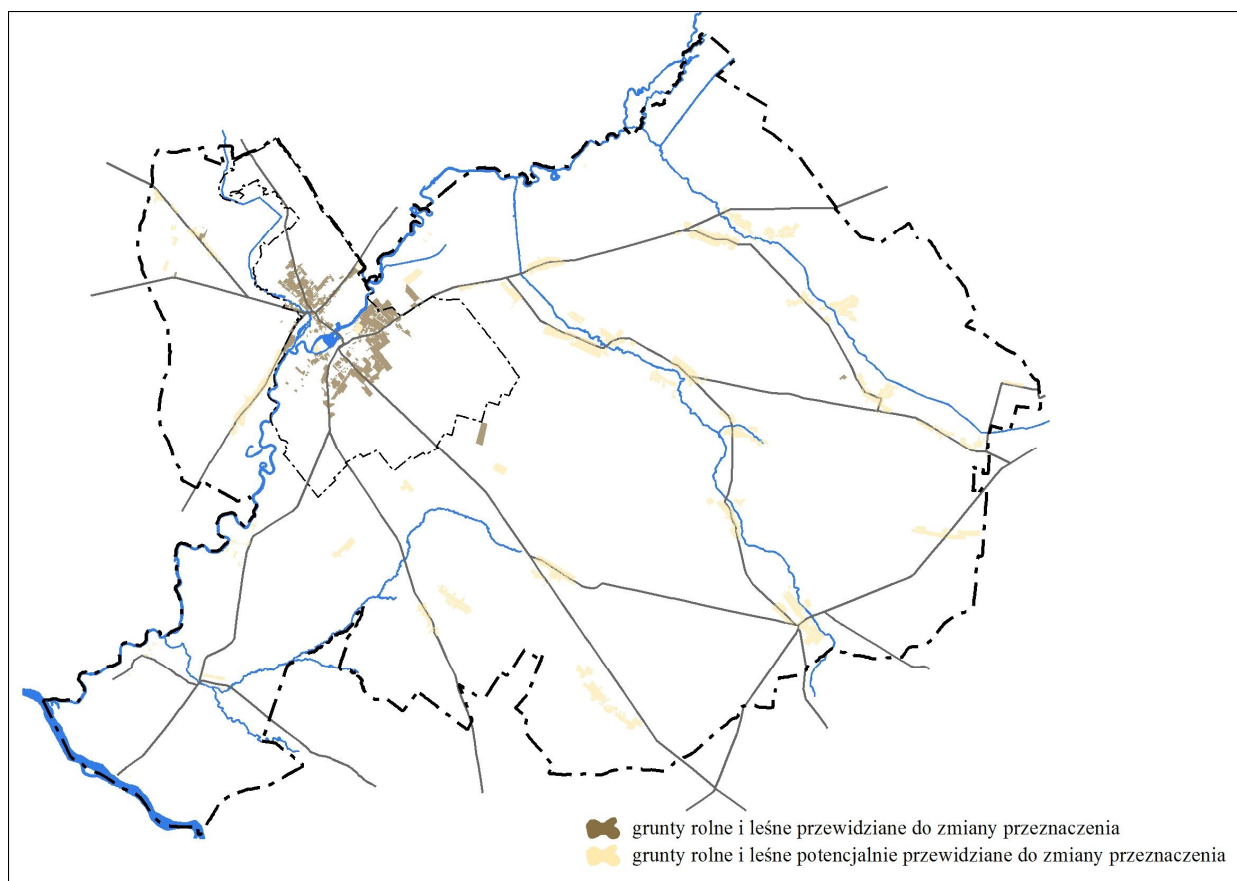 grunty rolne i leśne przewidziane do zmiany przeznaczenia
grunty rolne i leśne potencjalnie przewidziane do zmiany przeznaczenia